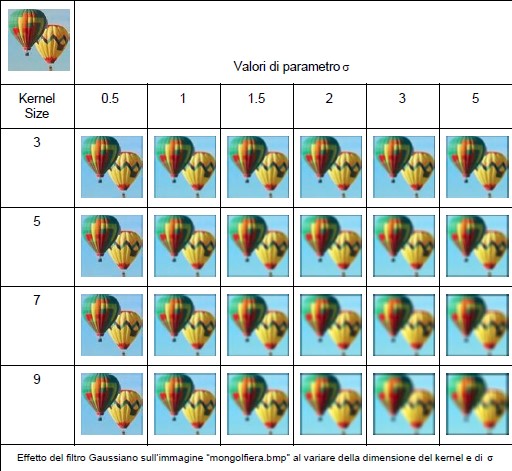 Valori di parametro σ
Kernel
Size
0.5 1 1.5 2 3 5
3
5
7
9
Effetto del filtro Gaussiano sull'immagine "mongolfiera.bmp" al variare della dimensione del kernel e di σ